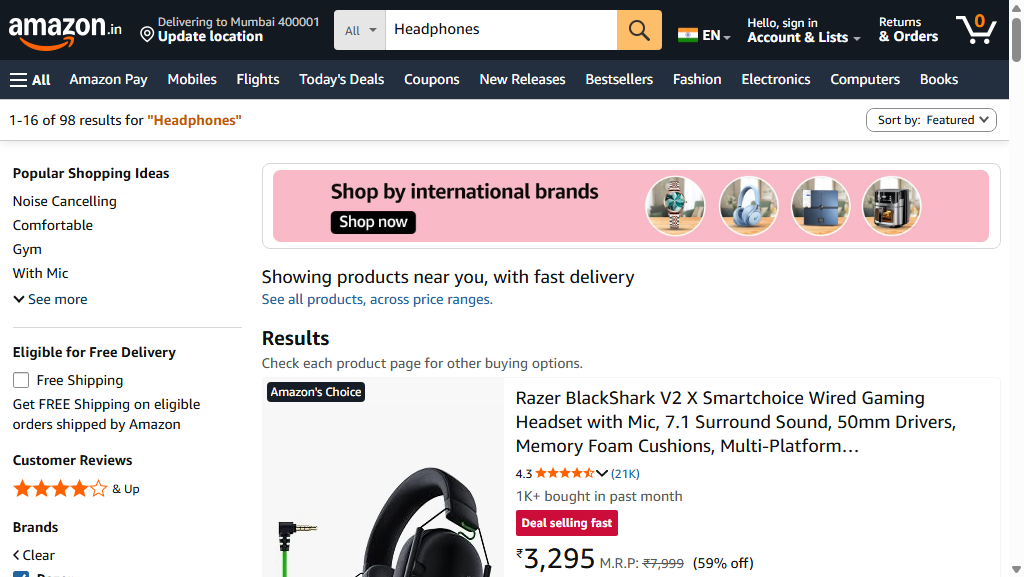 amazon.in
Delivering to Mumbai 400001
Update location
All
Headphones
EN
Hello, sign in
Account & Lists
Returns
& Orders
0
All
Amazon Pay
Mobiles
Flights
Today's Deals
Coupons
New Releases
Bestsellers
Fashion
Electronics
Computers
Books
1-16 of 98 results for "Headphones"
Sort by: Featured
Popular Shopping Ideas
Noise Cancelling
Comfortable
Gym
With Mic
See more
Eligible for Free Delivery
Free Shipping
Get FREE Shipping on eligible
orders shipped by Amazon
Customer Reviews
& Up
Brands
Clear
Shop by international brands
Shop now
Showing products near you, with fast delivery
See all products, across price ranges.
Results
Check each product page for other buying options.
Amazon's Choice
Razer BlackShark V2 X Smartchoice Wired Gaming
Headset with Mic, 7.1 Surround Sound, 50mm Drivers,
Memory Foam Cushions, Multi-Platform…
4.3 (21K)
1K+ bought in past month
Deal selling fast
₹3,295 M.R.P: ₹7,999 (59% off)